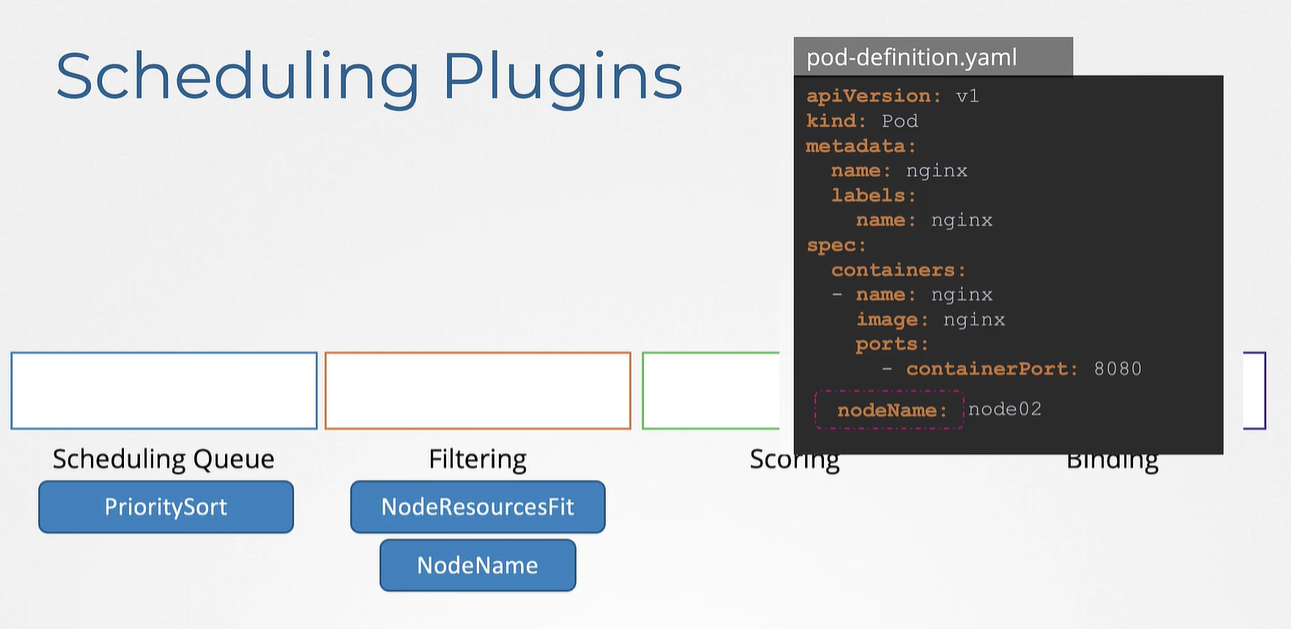 Scheduling Plugins
pod-definition.yaml
apiVersion: v1
kind: Pod
metadata:
  name: nginx
  labels:
    name: nginx
spec:
  containers:
  - name: nginx
    image: nginx
    ports:
      - containerPort: 8080
  nodeName: node02
Scheduling Queue
Filtering
Scoring
Binding
PrioritySort
NodeResourcesFit
NodeName